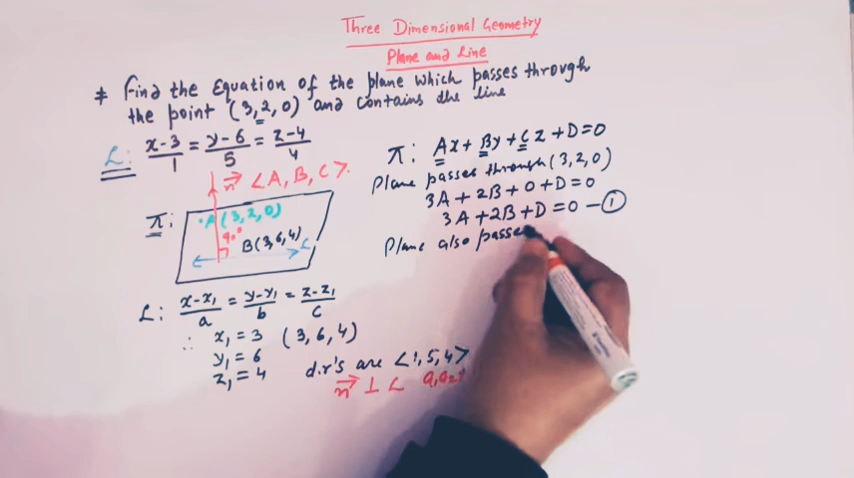 Three Dimensional Geometry
Plane and Line
* Find the Equation of the plane which passes through
the point (3,2,0) and contains the line
L: x-3/1 = y-6/5 = z-4/4
n⃗ <A, B, C>.
π:
·A(3,2,0)
90°
B(3,6,4)
L
L: x-x₁/a = y-y₁/b = z-z₁/c
∴ x₁=3 (3,6,4)
y₁=6
z₁=4 d.r's are <1,5,4>
n⃗ ⊥ L
π: Ax+By+Cz+D=0
Plane passes through (3,2,0)
3A+2B+0+D=0
3A+2B+D=0 -①
Plane also passes